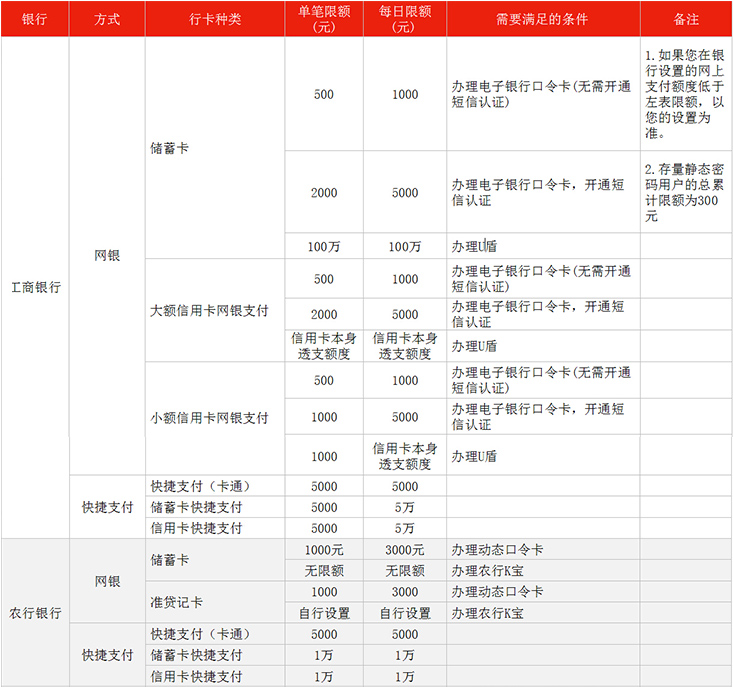 银行 方式 行卡种类 单笔限额(元) 每日限额(元) 需要满足的条件 备注
工商银行
网银
储蓄卡
500 1000 办理电子银行口令卡(无需开通
短信认证)
1.如果您在银
行设置的网上
支付额度低于
左表限额，以
您的设置为
准。
2000 5000 办理电子银行口令卡，开通短
信认证
2.存量静态密
码用户的总累
计限额为300
元
100万 100万 办理U盾
大额信用卡网银支付
500 1000 办理电子银行口令卡(无需开通
短信认证)
2000 5000 办理电子银行口令卡，开通短
信认证
信用卡本身
透支额度
信用卡本身
透支额度
办理U盾
小额信用卡网银支付
500 1000 办理电子银行口令卡(无需开通
短信认证)
1000 5000 办理电子银行口令卡，开通短
信认证
1000
信用卡本身
透支额度
办理U盾
快捷支付
快捷支付（卡通） 5000 5000
储蓄卡快捷支付 5000 5万
信用卡快捷支付 5000 5万
农行银行
网银
储蓄卡
1000元 3000元 办理动态口令卡
无限额 无限额 办理农行K宝
准贷记卡
1000 3000 办理动态口令卡
自行设置 自行设置 办理农行K宝
快捷支付
快捷支付（卡通） 5000 5000
储蓄卡快捷支付 1万 1万
信用卡快捷支付 1万 1万